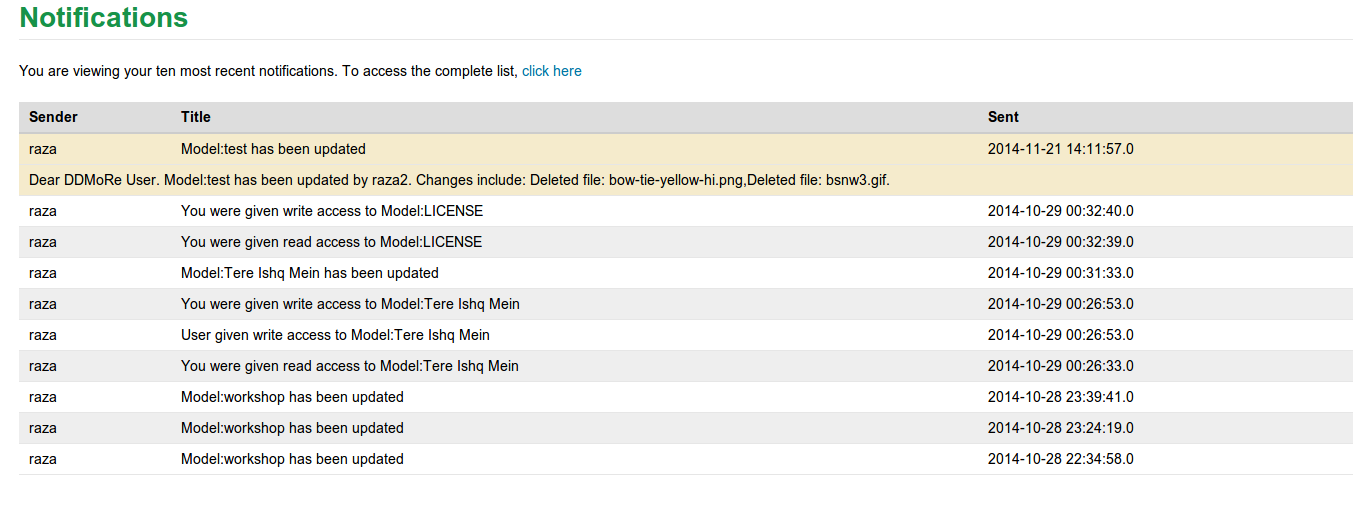 Notifications
You are viewing your ten most recent notifications. To access the complete list, click here
Sender Title Sent
raza Model:test has been updated 2014-11-21 14:11:57.0
Dear DDMoRe User. Model:test has been updated by raza2. Changes include: Deleted file: bow-tie-yellow-hi.png,Deleted file: bsnw3.gif.
raza You were given write access to Model:LICENSE 2014-10-29 00:32:40.0
raza You were given read access to Model:LICENSE 2014-10-29 00:32:39.0
raza Model:Tere Ishq Mein has been updated 2014-10-29 00:31:33.0
raza You were given write access to Model:Tere Ishq Mein 2014-10-29 00:26:53.0
raza User given write access to Model:Tere Ishq Mein 2014-10-29 00:26:53.0
raza You were given read access to Model:Tere Ishq Mein 2014-10-29 00:26:33.0
raza Model:workshop has been updated 2014-10-28 23:39:41.0
raza Model:workshop has been updated 2014-10-28 23:24:19.0
raza Model:workshop has been updated 2014-10-28 22:34:58.0